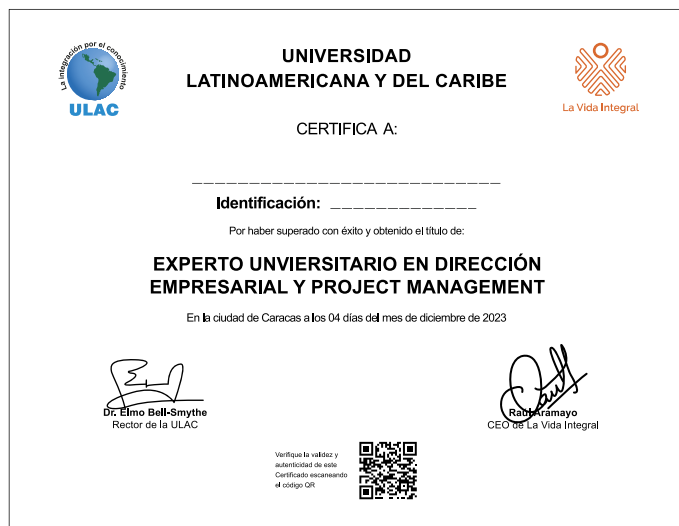 La integración por el conocimiento
ULAC
UNIVERSIDAD
LATINOAMERICANA Y DEL CARIBE
La Vida Integral
CERTIFICA A:
Identificación:
Por haber superado con éxito y obtenido el título de:
EXPERTO UNVIERSITARIO EN DIRECCIÓN
EMPRESARIAL Y PROJECT MANAGEMENT
En la ciudad de Caracas a los 04 días del mes de diciembre de 2023
Dr. Elmo Bell-Smythe
Rector de la ULAC
Raúl Aramayo
CEO de La Vida Integral
Verifique la validez y
autenticidad de este
Certificado escaneando
el código QR